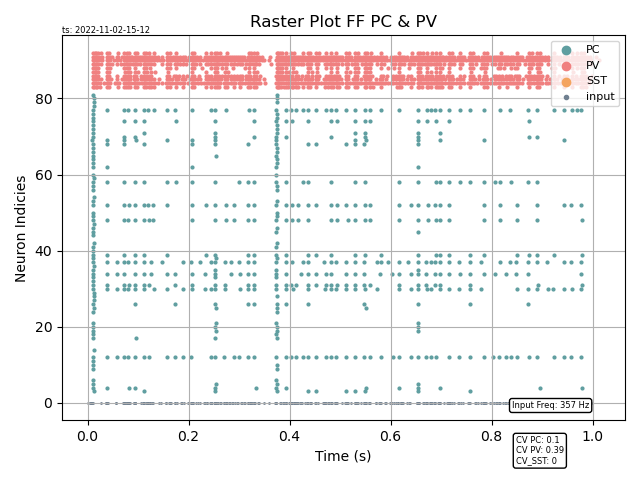 Raster Plot FF PC & PV
ts: 2022-11-02-15-12
PC
PV
SST
input
80
60
40
20
0
Neuron Indicies
Input Freq: 357 Hz
0.0 0.2 0.4 0.6 0.8 1.0
Time (s)
CV PC: 0.1
CV PV: 0.39
CV_SST: 0